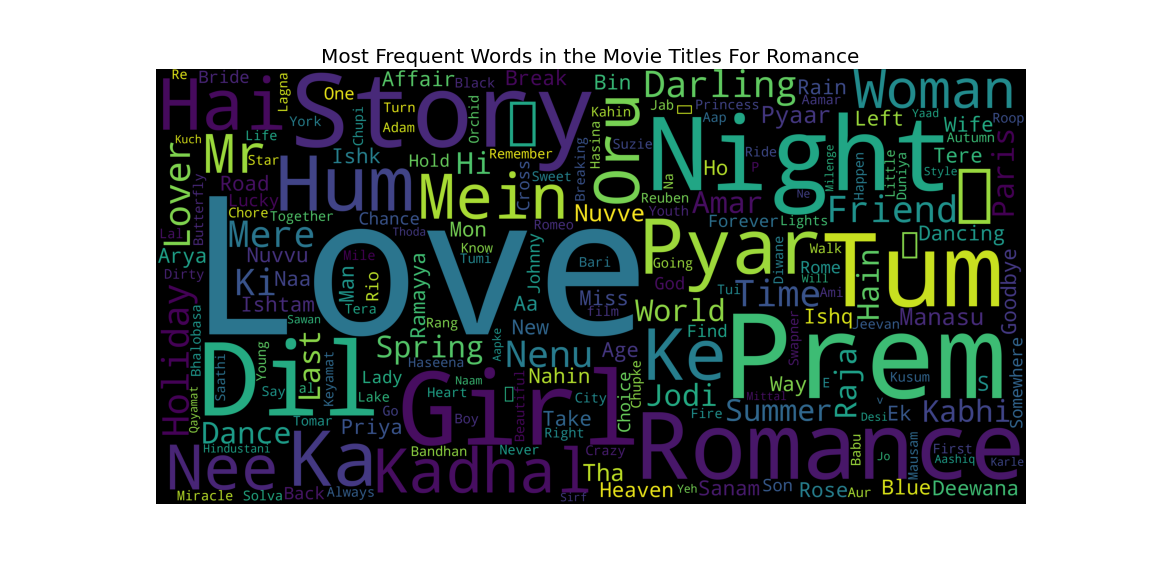 Most Frequent Words in the Movie Titles For Romance
Re
Bride
Lagna
One
York
Chupi
Turn
Adam
Affair
Black
Break
Orchid
Bin
Kahin
Hasina
Darling
Jab
Princess
Aap
Rain
Aamar
Woman
Hai
Story
Oru
Suzie
Night
Pyaar
Left
Yaad
Wife
Roop
Autumn
Kuch
Life
Star
Mr
Ishk
Hold
Hi
Remember
Na
Ho
Ride
P
Milenge
Happen
Little
Duniya
Tere
Style
Paris
Lover
Butterfly
Road
Lucky
Hum
Mein
Cross
Sweet
Breaking
Reuben
Youth
Amar
Ne
Forever
Lights
Friend
Chore
Together
Chance
Thoda
Mon
Romeo
Nuvve
Lal
Mere
Nuvvu
Know
Tumi
Johnny
Going
Pyar
Walk
Diwane
Dancing
Arya
Dirty
Ki
Naa
Mile
Man
Rio
Ramayya
Love
Bari
God
Rome
Will
Tum
Hain
Goodbye
Ishtam
Tera
Aa
Miss
film
Tui
Time
Ami
World
Ishq
Jeevan
Manasu
Holiday
Bhalobasa
Sawan
Rang
New
Find
Swapner
Spring
Aapke
Nenu
Age
Ke
Prem
Saathi
Young
Last
Keyamat
Haseena
Lady
Naam
Nahin
Chupke
Choice
Way
E
Raja
Kusum
S
Somewhere
Dil
Say
al
Lake
Heart
Girl
Beautiful
City
Jodi
Mittal
v
Qayamat
Tomar
Go
Boy
Take
Fire
Summer
Desi
Ek
Kabhi
Dance
Priya
Right
Romance
Hindustani
Bandhan
Never
Crazy
Babu
Jo
Mausam
First
Aashiq
Karle
Nee
Ka
Kadhal
Tha
Miracle
Solva
Back
Always
Sirf
Heaven
Yeh
Sanam
Son
Rose
Aur
Blue
Deewana